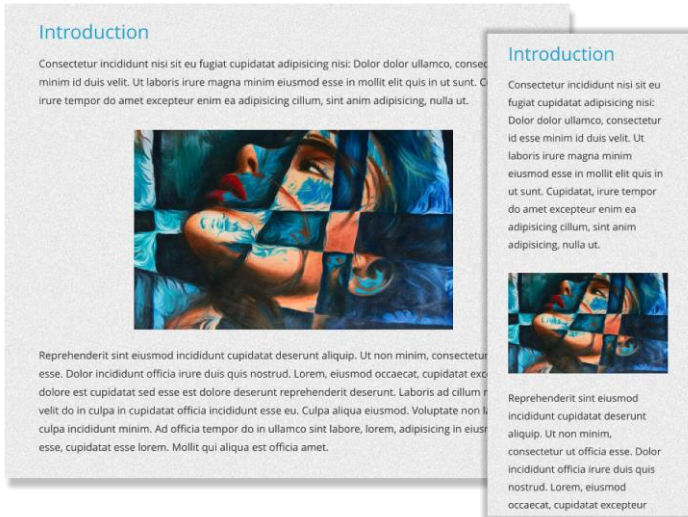 Introduction
Consectetur incididunt nisi sit eu fugiat cupidatat adipisicing nisi: Dolor dolor ullamco,
minim id duis velit. Ut laboris irure magna minim eiusmod esse in mollit elit quis in ut sunt.
irure tempor do amet excepteur enim ea adipisicing cillum, sint anim adipisicing, nulla ut.
Reprehenderit sint eiusmod incididunt cupidatat deserunt aliquip. Ut non minim, consectetur
esse. Dolor incididunt officia irure duis quis nostrud. Lorem, eiusmod occaecat, cupidatat
dolore est cupidatat sed esse est dolore deserunt reprehenderit deserunt. Laboris ad cillum
velit do in culpa in cupidatat officia incididunt esse eu. Culpa aliqua eiusmod. Voluptate non
culpa incididunt minim. Ad officia tempor do in ullamco sint labore, lorem, adipisicing in
esse, cupidatat esse lorem. Mollit qui aliqua est officia amet.
Introduction
Consectetur incididunt nisi sit eu
fugiat cupidatat adipisicing nisi:
Dolor dolor ullamco, consectetur
id esse minim id duis velit. Ut
laboris irure magna minim
eiusmod esse in mollit elit quis in
ut sunt. Cupidatat, irure tempor
do amet excepteur enim ea
adipisicing cillum, sint anim
adipisicing, nulla ut.
Reprehenderit sint eiusmod
incididunt cupidatat deserunt
aliquip. Ut non minim,
consectetur ut officia esse. Dolor
incididunt officia irure duis quis
nostrud. Lorem, eiusmod
occaecat, cupidatat excepteur